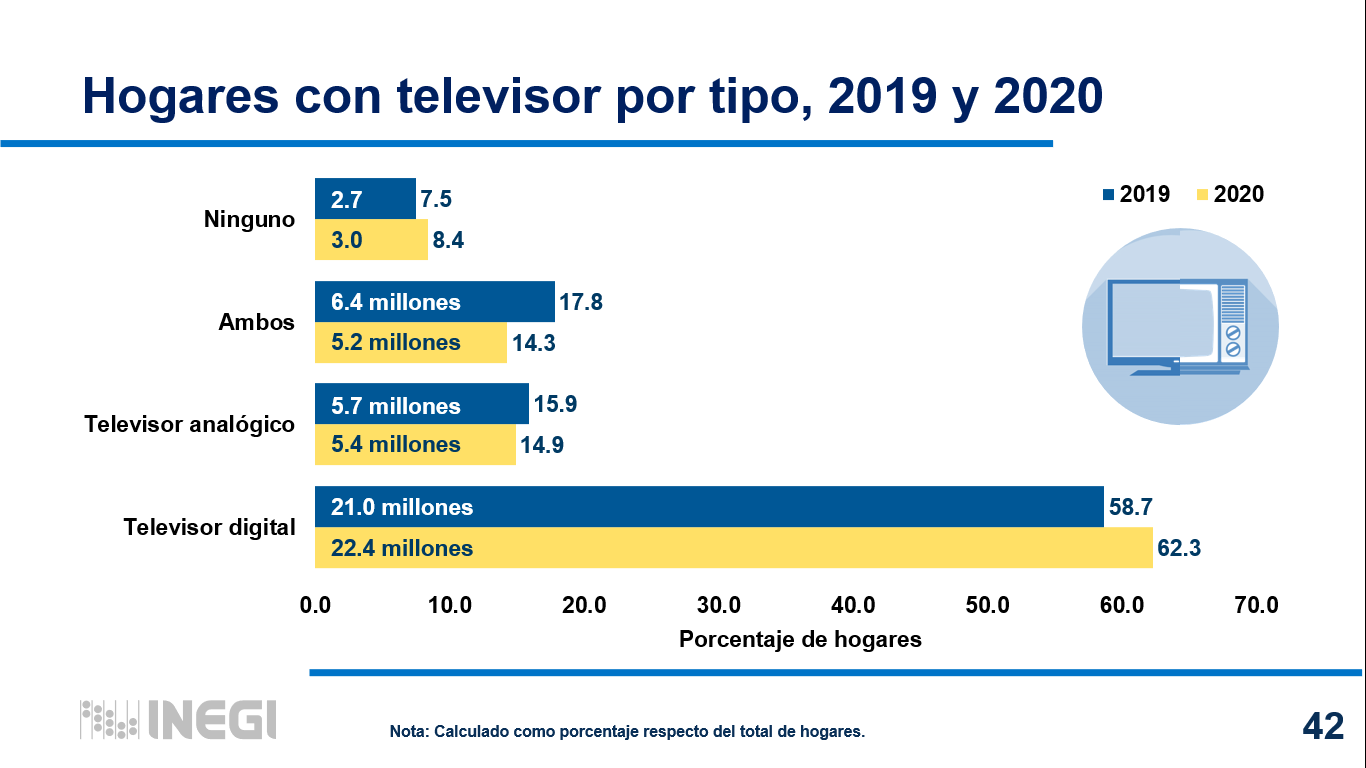 Hogares con televisor por tipo, 2019 y 2020
2019 2020
Ninguno
2.7 7.5
3.0 8.4
Ambos
6.4 millones 17.8
5.2 millones 14.3
Televisor analógico
5.7 millones 15.9
5.4 millones 14.9
Televisor digital
21.0 millones 58.7
22.4 millones 62.3
0.0 10.0 20.0 30.0 40.0 50.0 60.0 70.0
Porcentaje de hogares
INEGI
Nota: Calculado como porcentaje respecto del total de hogares.
42